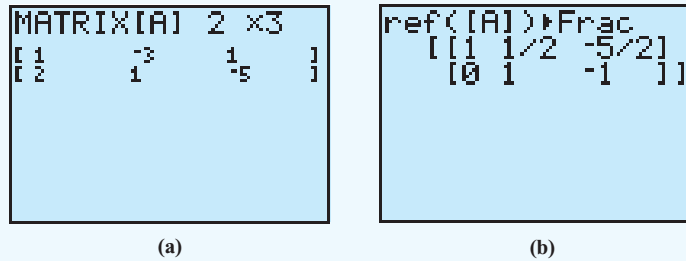 MATRIX[A] 2 ×3
[ 1 -3 1 ]
[ 2 1 -5 ]
(a)
ref([A])▶Frac
[[1 1/2 -5/2]
[0 1 -1 ]]
(b)